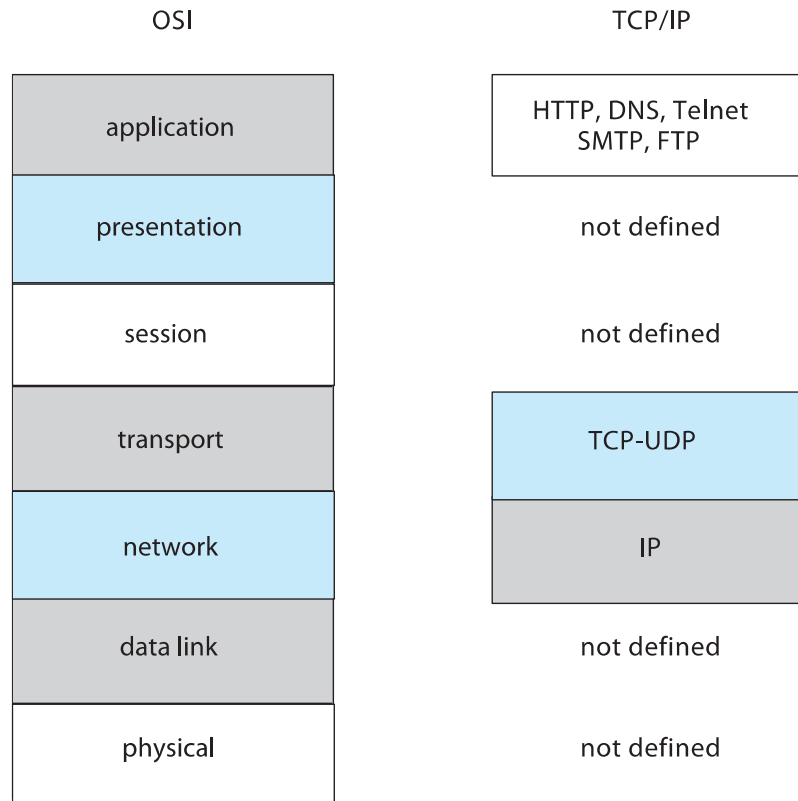 OSI
TCP/IP
application
HTTP, DNS, Telnet
SMTP, FTP
presentation
not defined
session
not defined
transport
TCP-UDP
network
IP
data link
not defined
physical
not defined